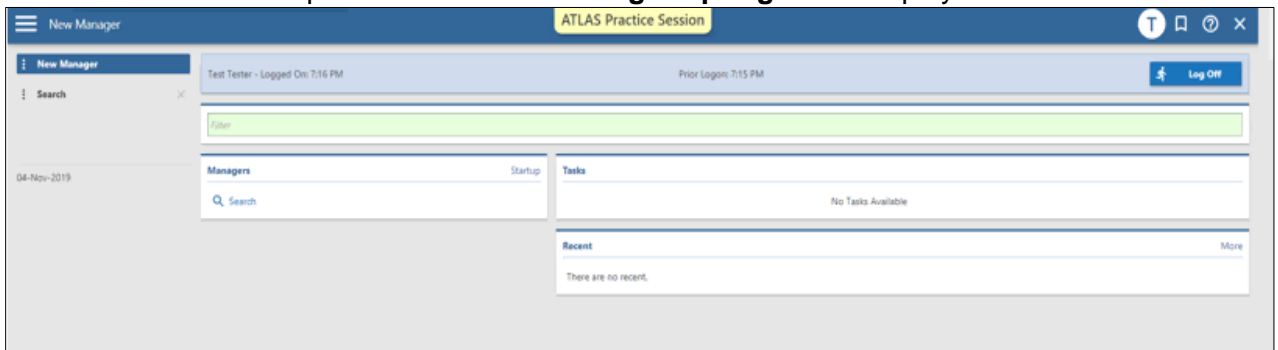 New Manager
ATLAS Practice Session
T
New Manager
Search
04-Nov-2019
Test Tester - Logged On: 7:16 PM
Prior Logon: 7:15 PM
Log Off
Filter
Managers
Startup
Search
Tasks
No Tasks Available
Recent
More
There are no recent.